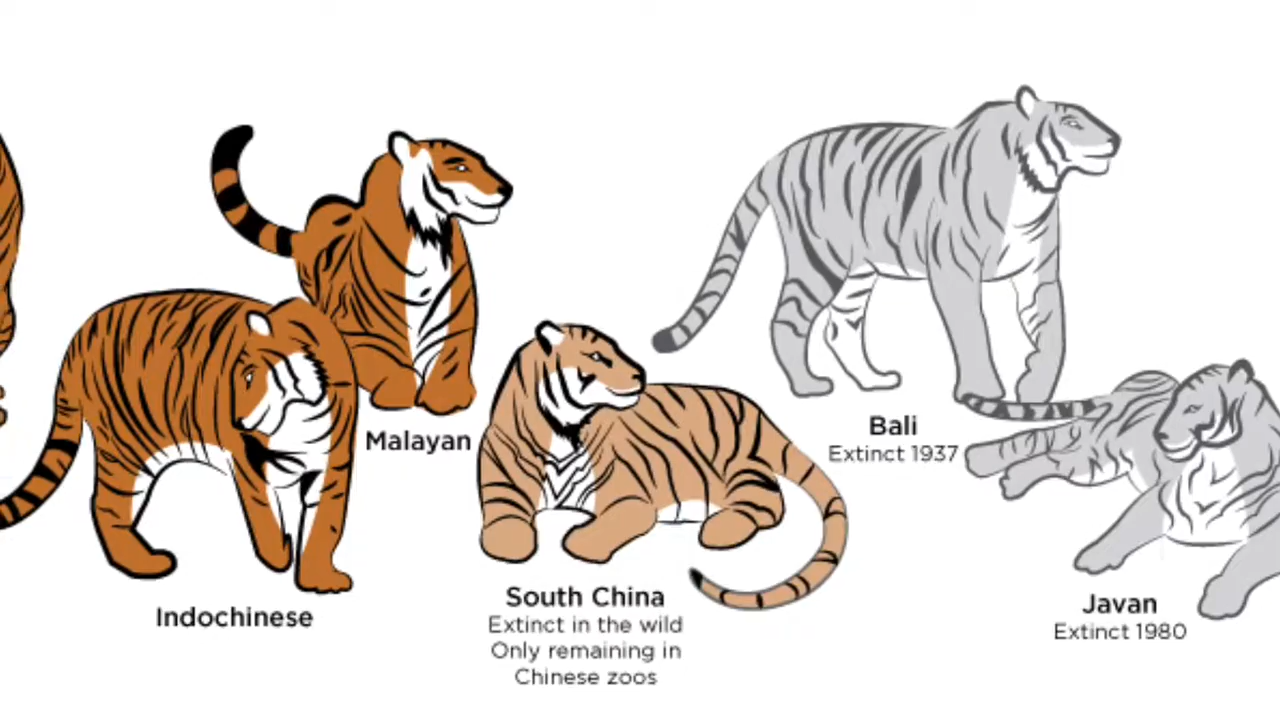 Malayan
Indochinese
South China
Extinct in the wild
Only remaining in
Chinese zoos
Bali
Extinct 1937
Javan
Extinct 1980